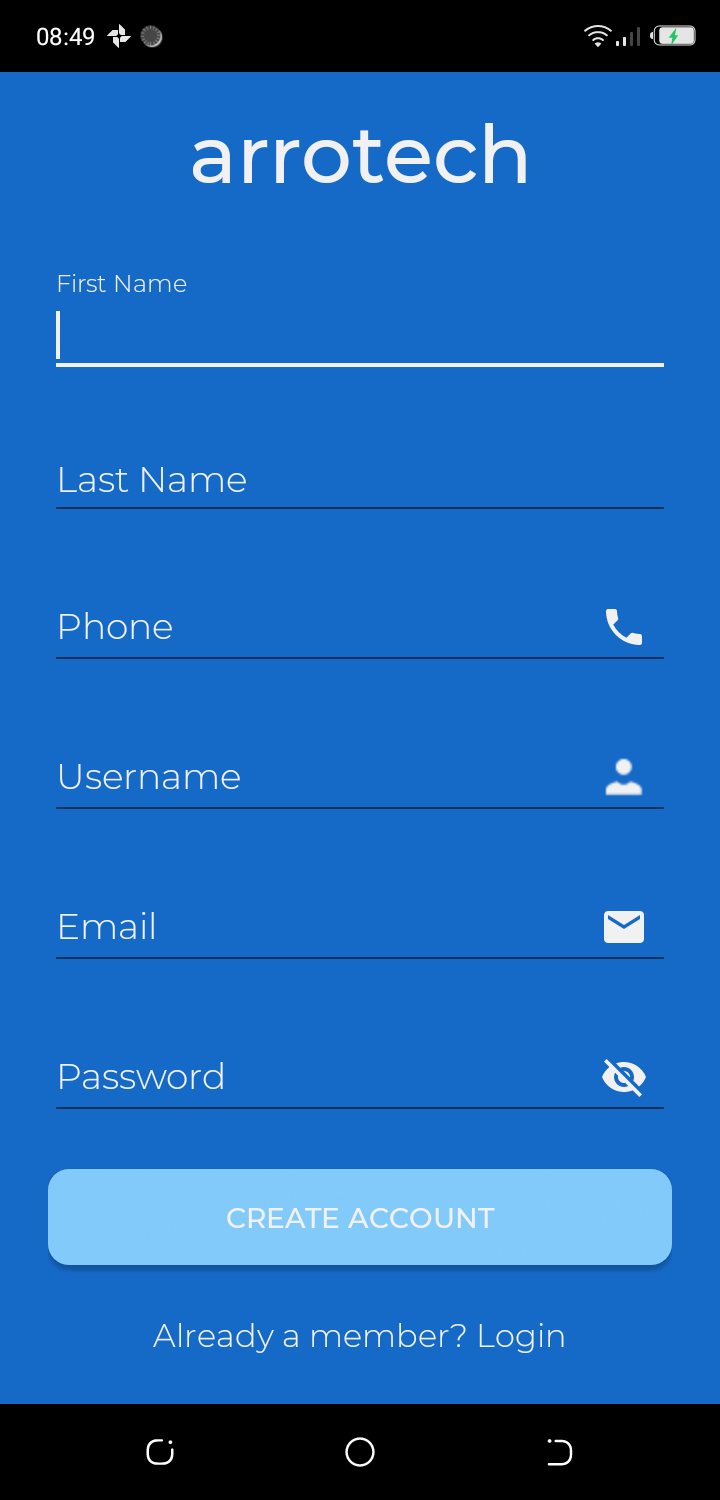 08:49
arrotech
First Name
Last Name
Phone
Username
Email
Password
CREATE ACCOUNT
Already a member? Login